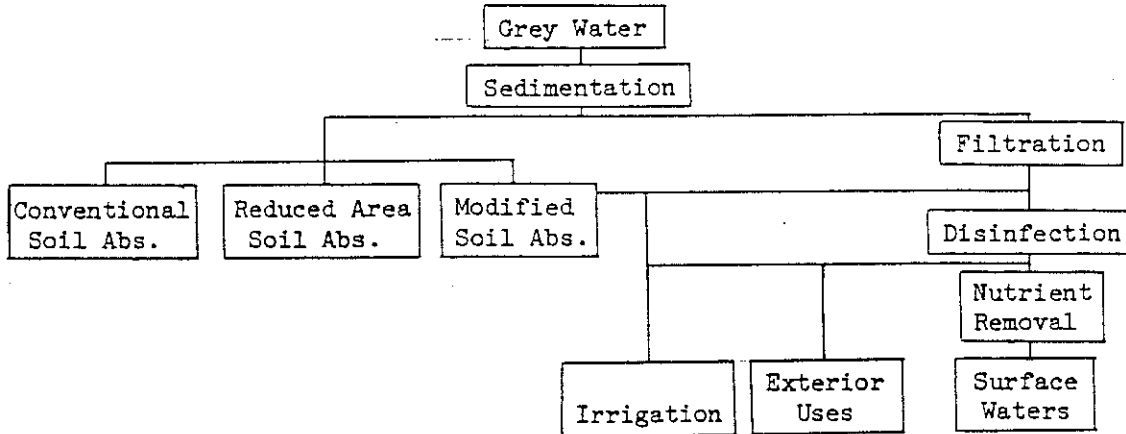 Grey Water
Sedimentation
Filtration
Conventional
Soil Abs.
Reduced Area
Soil Abs.
Modified
Soil Abs.
Disinfection
Nutrient
Removal
Irrigation
Exterior
Uses
Surface
Waters